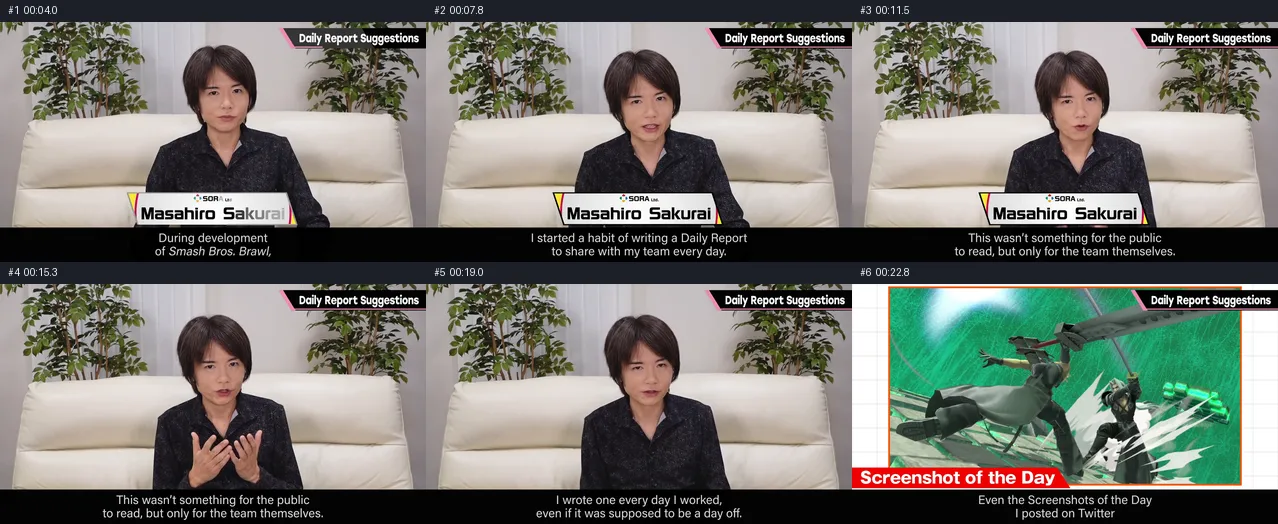 #1 00:04.0
Daily Report Suggestions
SORA Ltd.
Masahiro Sakurai
During development
of Smash Bros. Brawl,
#2 00:07.8
Daily Report Suggestions
SORA Ltd.
Masahiro Sakurai
I started a habit of writing a Daily Report
to share with my team every day.
#3 00:11.5
Daily Report Suggestions
SORA Ltd.
Masahiro Sakurai
This wasn't something for the public
to read, but only for the team themselves.
#4 00:15.3
Daily Report Suggestions
This wasn't something for the public
to read, but only for the team themselves.
#5 00:19.0
Daily Report Suggestions
I wrote one every day I worked,
even if it was supposed to be a day off.
#6 00:22.8
Daily Report Suggestions
Screenshot of the Day
Even the Screenshots of the Day
I posted on Twitter